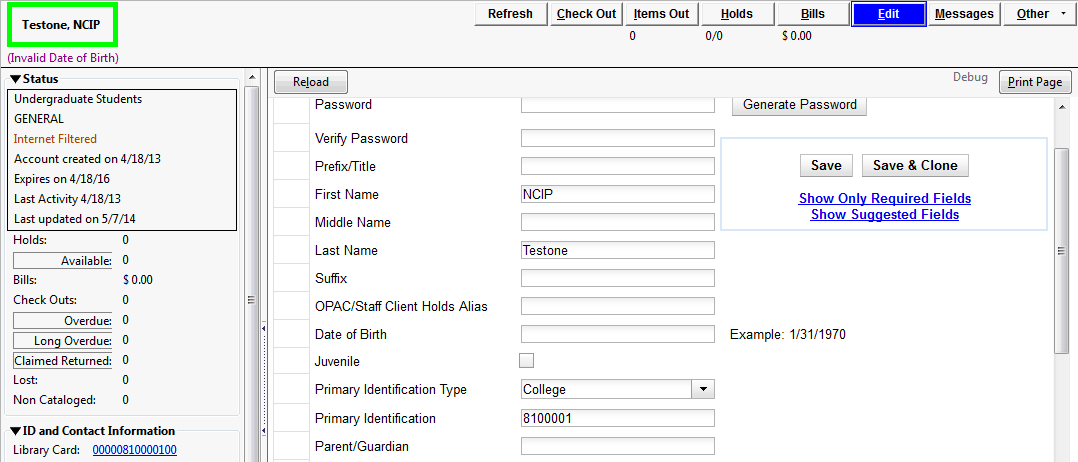 Testone, NCIP
(Invalid Date of Birth)
Refresh Check Out Items Out Holds Bills Edit Messages Other
0 0/0 $ 0.00
Status
Undergraduate Students
GENERAL
Internet Filtered
Account created on 4/18/13
Expires on 4/18/16
Last Activity 4/18/13
Last updated on 5/7/14
Holds: 0
Available: 0
Bills: $ 0.00
Check Outs: 0
Overdue: 0
Long Overdue: 0
Claimed Returned: 0
Lost: 0
Non Cataloged: 0
ID and Contact Information
Library Card: 00000810000100
Reload Debug Print Page
Password Generate Password
Verify Password
Prefix/Title
First Name NCIP
Middle Name
Last Name Testone
Suffix
OPAC/Staff Client Holds Alias
Date of Birth Example: 1/31/1970
Juvenile
Primary Identification Type College
Primary Identification 8100001
Parent/Guardian
Save Save & Clone
Show Only Required Fields
Show Suggested Fields